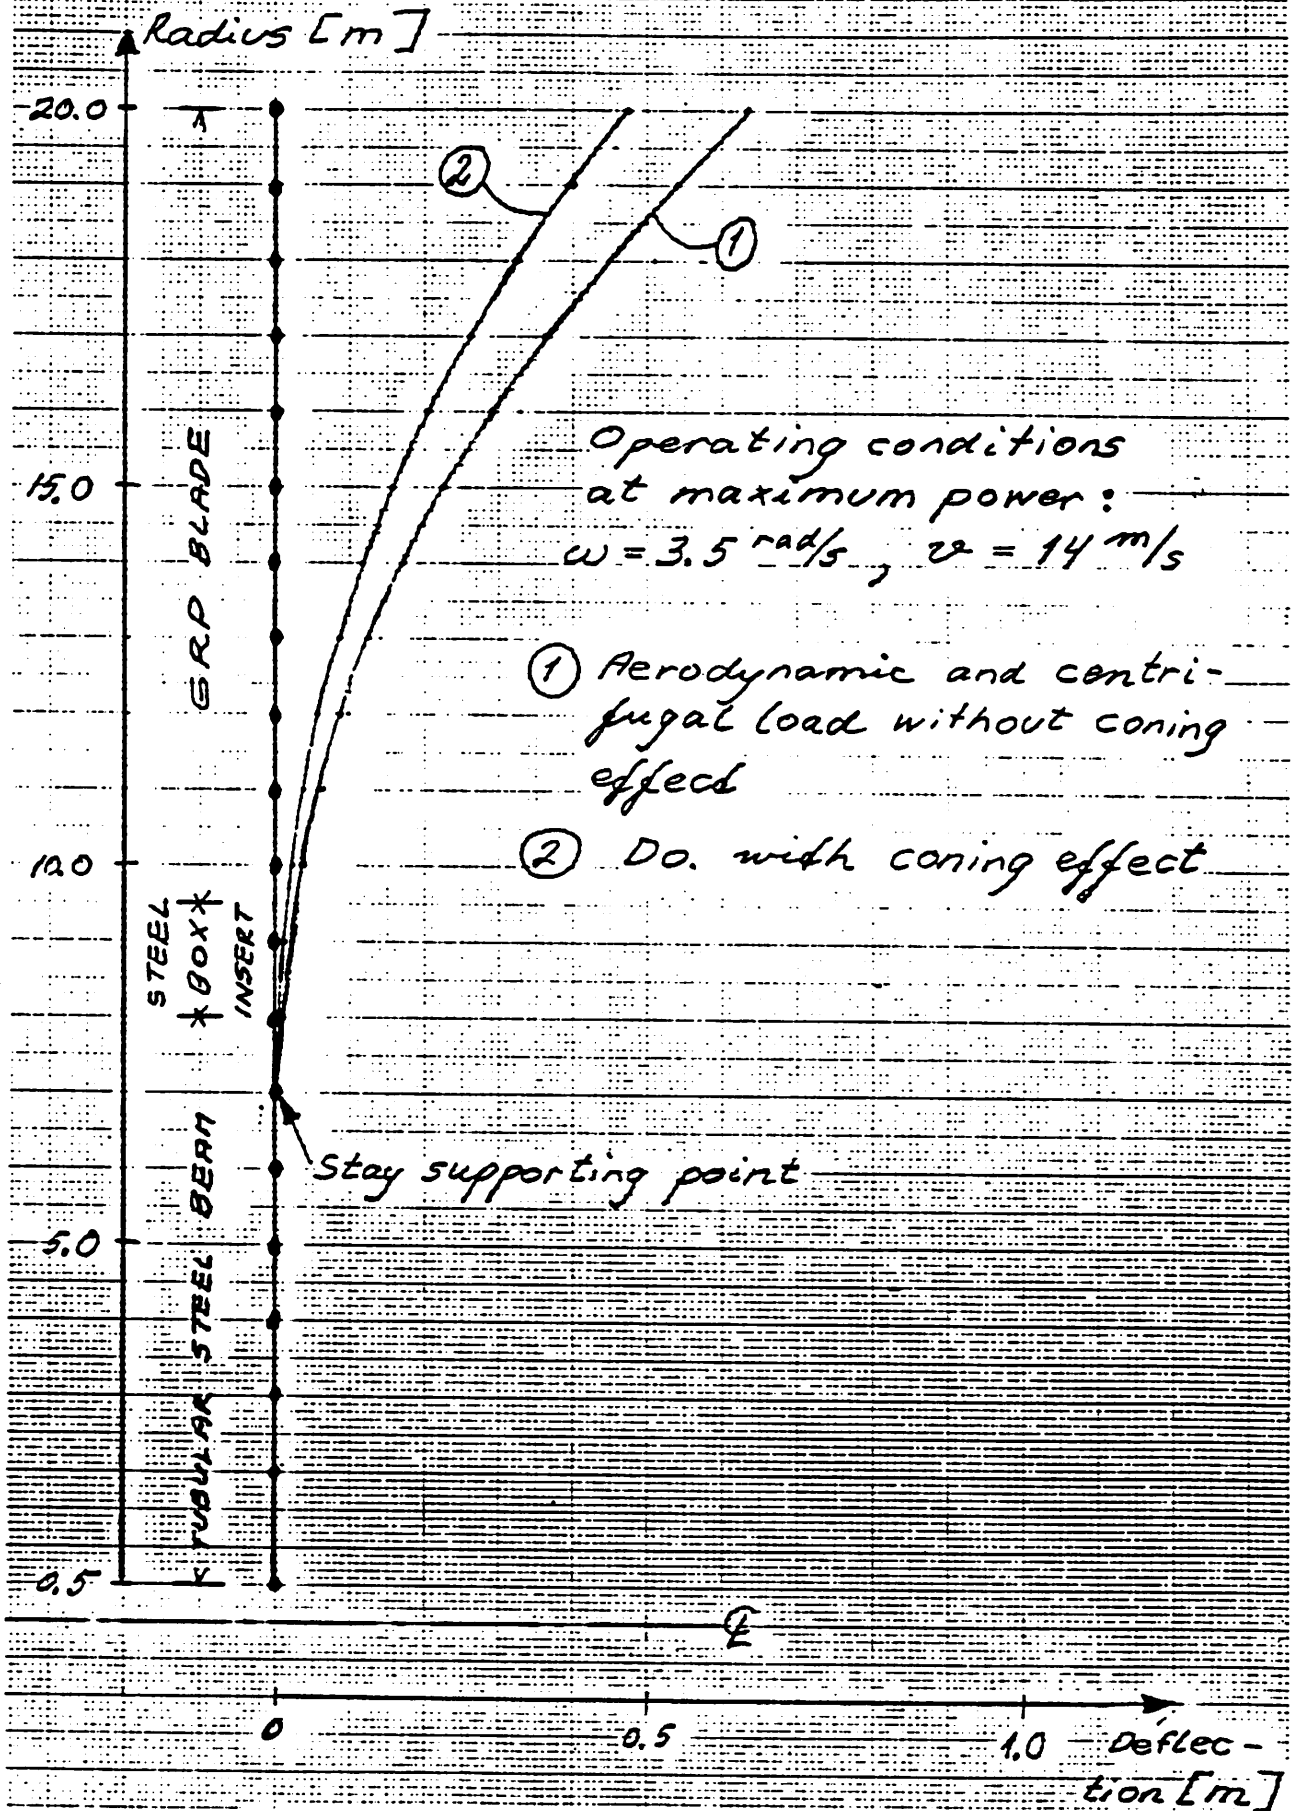 Radius [m]
20.0
②
①
GRP BLADE
Operating conditions
at maximum power:
ω = 3.5 rad/s, v = 14 m/s
15.0
① Aerodynamic and centri-
fugal load without coning
effect
② Do. with coning effect
10.0
STEEL
BOX
INSERT
Stay supporting point
TUBULAR STEEL BEAM
5.0
0.5
℄
0
0.5
1.0
Deflec-
tion [m]